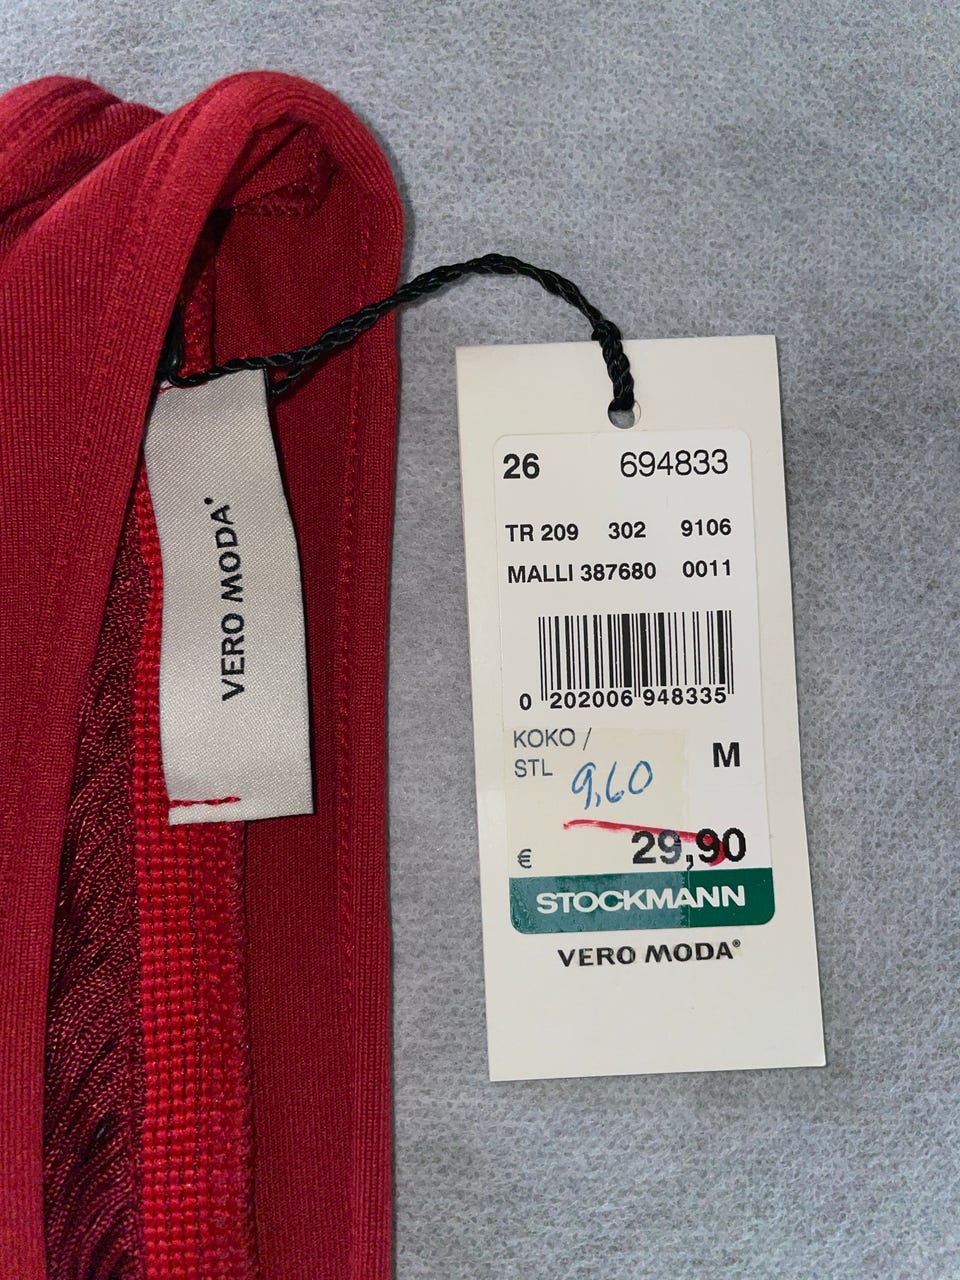 VERO MODA®
26 694833
TR 209 302 9106
MALLI 387680 0011
0 202006 948335
KOKO /
STL
M
9,60
€ 29,90
STOCKMANN
VERO MODA®